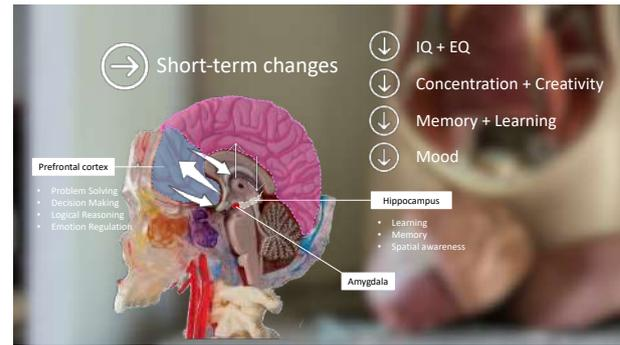 Short-term changes
IQ + EQ
Concentration + Creativity
Memory + Learning
Mood
Prefrontal cortex
• Problem Solving
• Decision Making
• Logical Reasoning
• Emotion Regulation
Hippocampus
• Learning
• Memory
• Spatial awareness
Amygdala